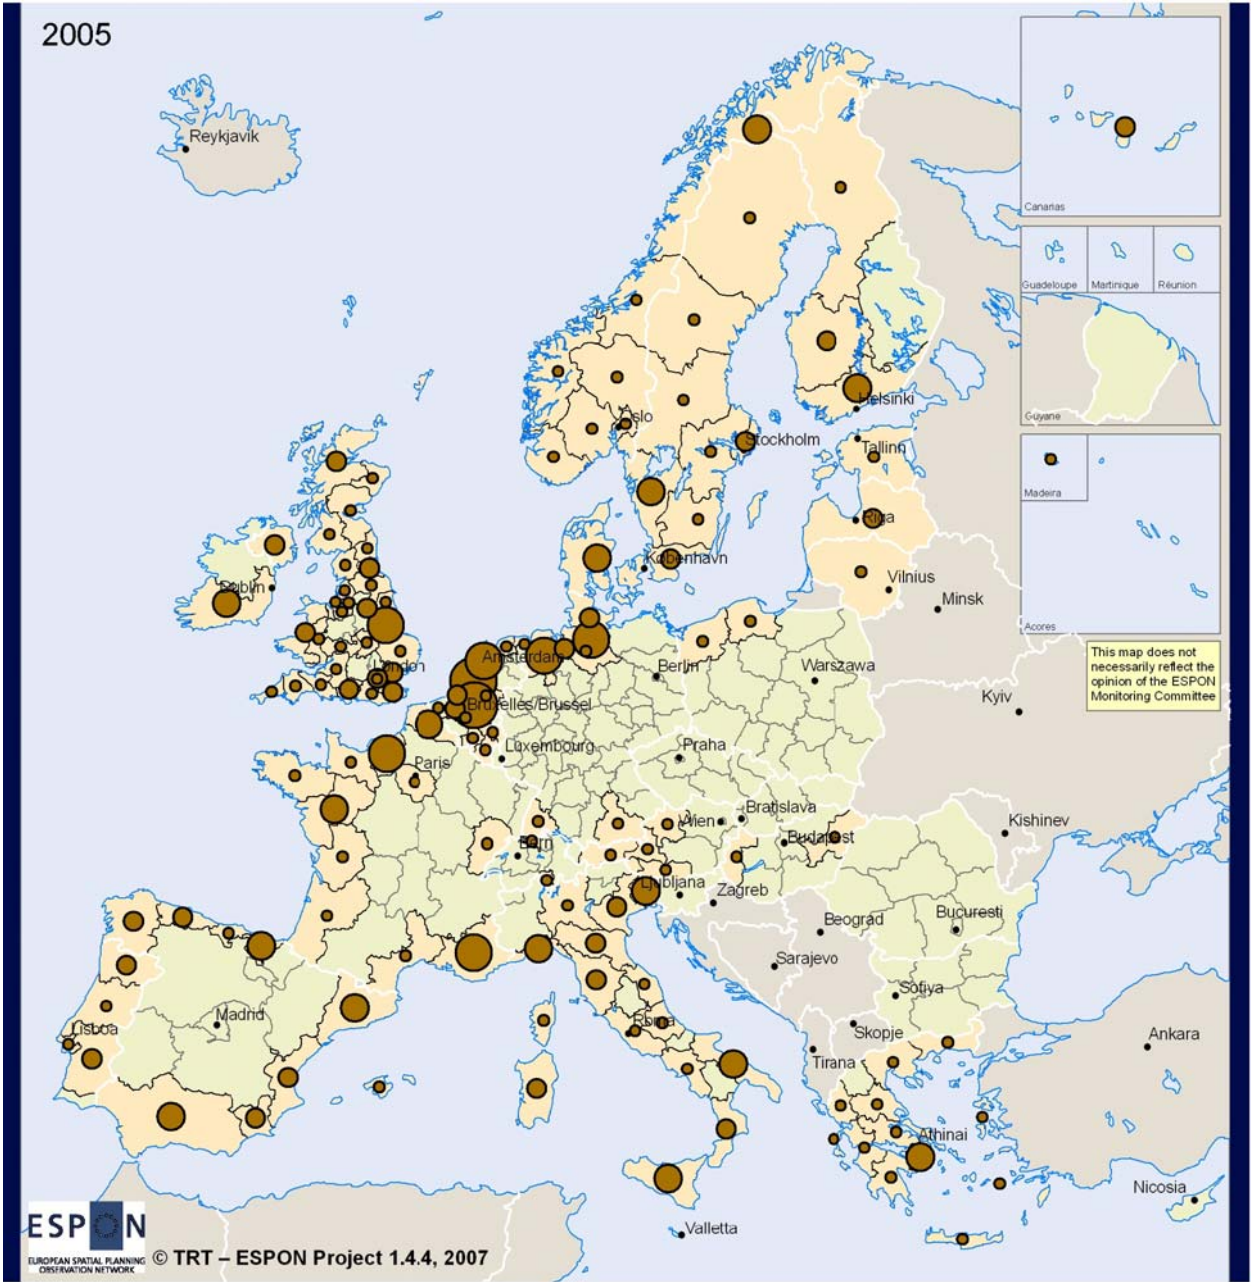 2005
Reykjavik
Canarias
Guadeloupe
Martinique
Réunion
Guyane
Oslo
Helsinki
Stockholm
Tallinn
Madeira
Riga
København
Dublin
Vilnius
Minsk
Acores
This map does not
necessarily reflect the
opinion of the ESPON
Monitoring Committee
Amsterdam
London
Berlin
Warszawa
Kyiv
Bruxelles/Brussel
Luxembourg
Praha
Paris
Bratislava
Wien
Kishinev
Bern
Budapest
Ljubljana
Zagreb
Beograd
Bucuresti
Sarajevo
Sofiya
Madrid
Lisboa
Roma
Skopje
Ankara
Tirana
Athinai
Nicosia
Valletta
ESPON
EUROPEAN SPATIAL PLANNING
OBSERVATION NETWORK
© TRT – ESPON Project 1.4.4, 2007